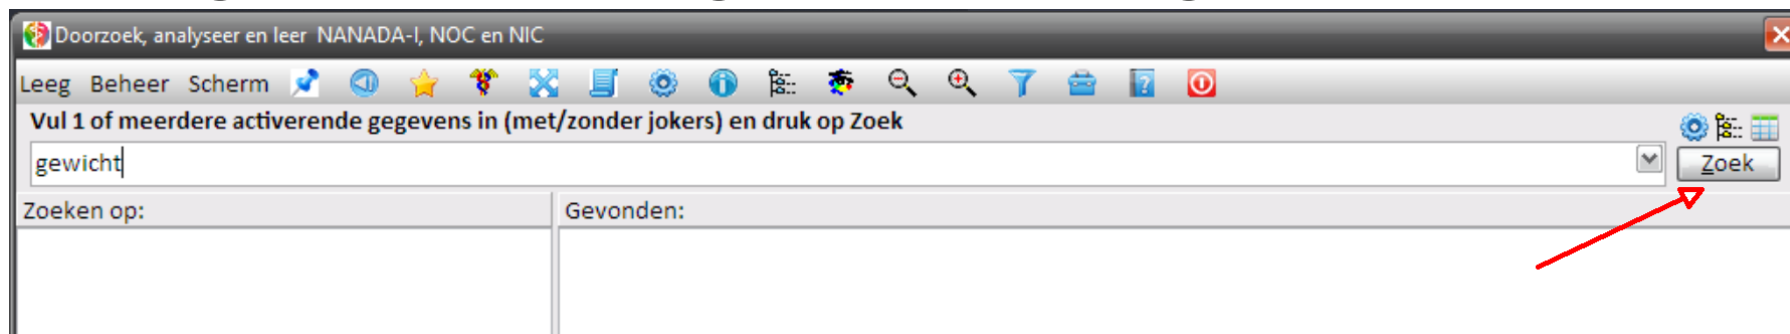 Doorzoek, analyseer en leer NANADA-I, NOC en NIC
Leeg Beheer Scherm
Vul 1 of meerdere activerende gegevens in (met/zonder jokers) en druk op Zoek
gewicht
Zoek
Zoeken op:
Gevonden: